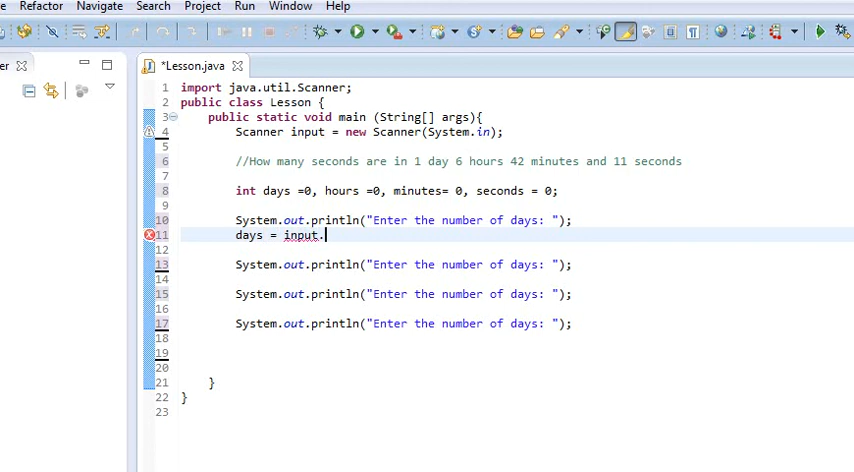 Refactor Navigate Search Project Run Window Help
*Lesson.java
1 import java.util.Scanner;
2 public class Lesson {
3 public static void main (String[] args){
4 Scanner input = new Scanner(System.in);
5
6 //How many seconds are in 1 day 6 hours 42 minutes and 11 seconds
7
8 int days =0, hours =0, minutes= 0, seconds = 0;
9
10 System.out.println("Enter the number of days: ");
11 days = input.
12
13 System.out.println("Enter the number of days: ");
14
15 System.out.println("Enter the number of days: ");
16
17 System.out.println("Enter the number of days: ");
18
19
20
21 }
22 }
23